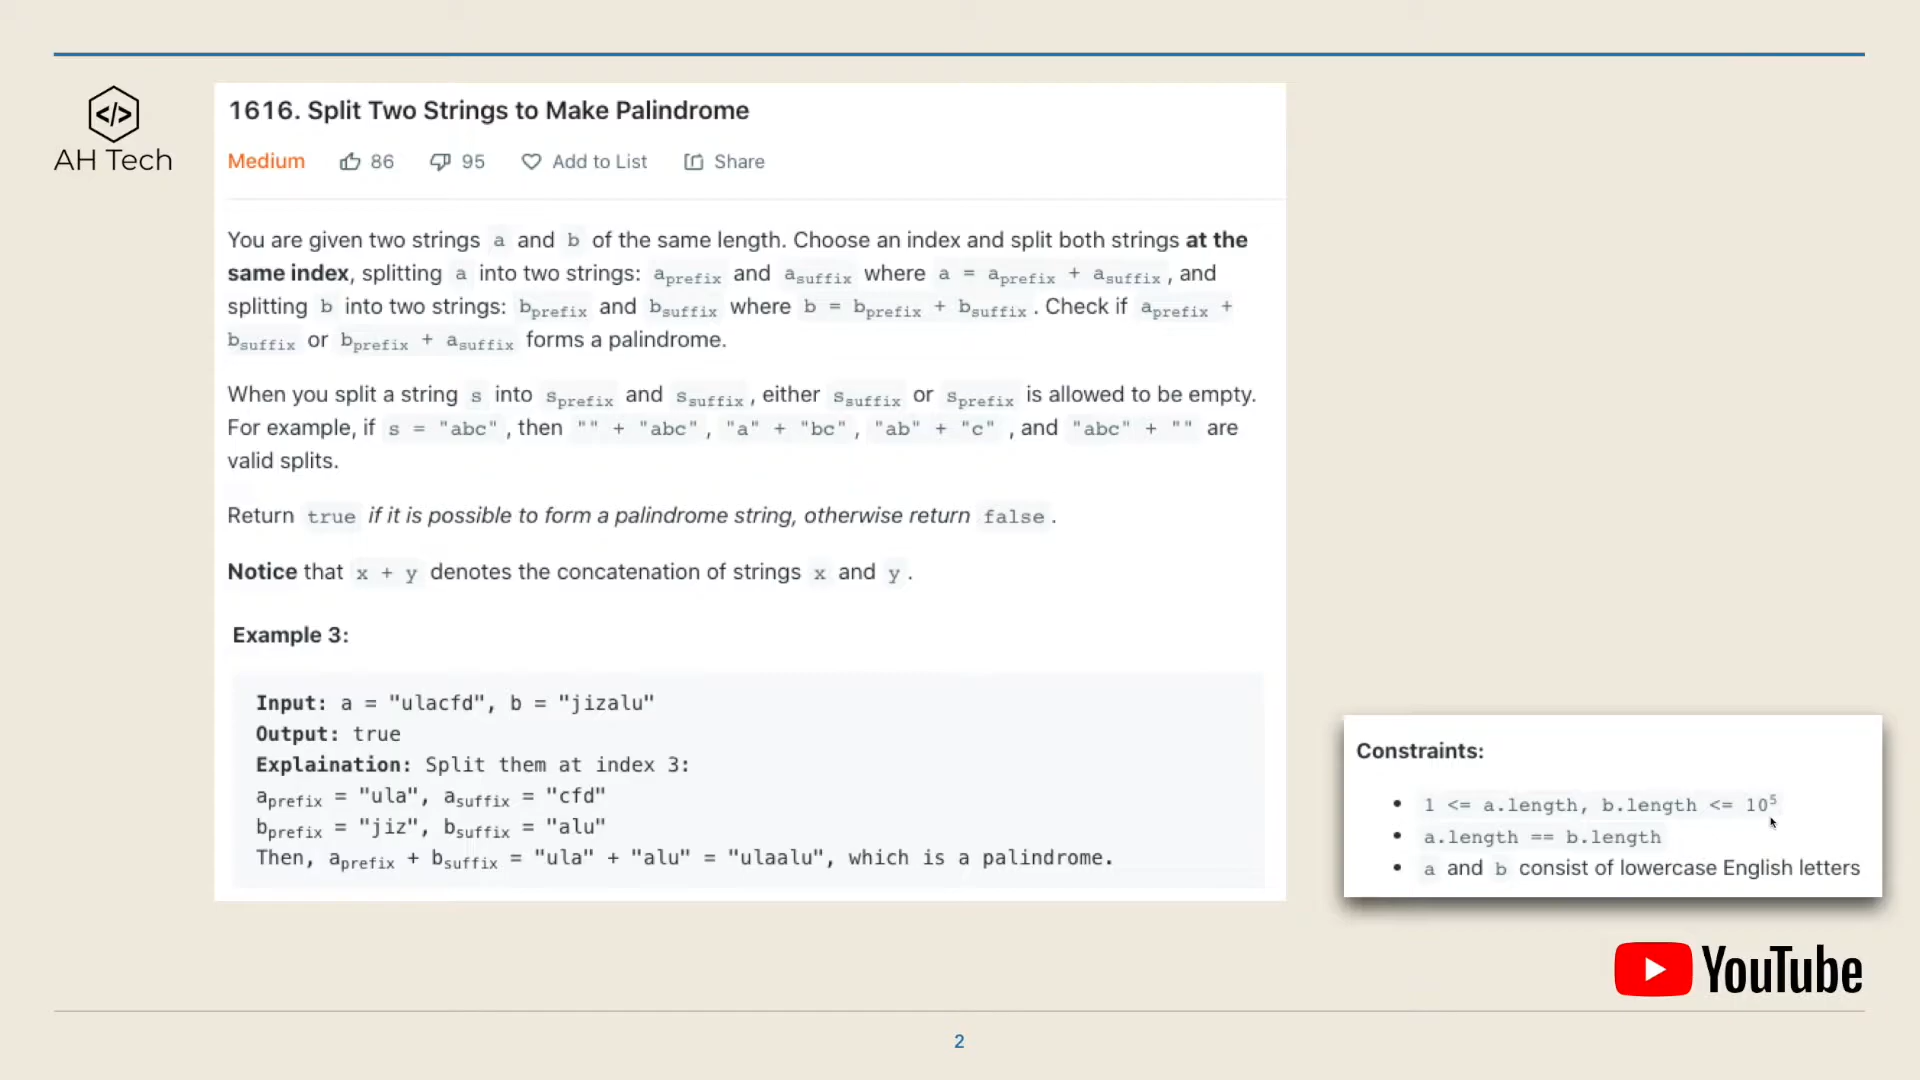 </>
AH Tech
1616. Split Two Strings to Make Palindrome
Medium 86 95 Add to List Share
You are given two strings a and b of the same length. Choose an index and split both strings at the
same index, splitting a into two strings: aprefix and asuffix where a = aprefix + asuffix, and
splitting b into two strings: bprefix and bsuffix where b = bprefix + bsuffix. Check if aprefix +
bsuffix or bprefix + asuffix forms a palindrome.
When you split a string s into sprefix and ssuffix, either ssuffix or sprefix is allowed to be empty.
For example, if s = "abc", then "" + "abc", "a" + "bc", "ab" + "c" , and "abc" + "" are
valid splits.
Return true if it is possible to form a palindrome string, otherwise return false.
Notice that x + y denotes the concatenation of strings x and y.
Example 3:
Input: a = "ulacfd", b = "jizalu"
Output: true
Explaination: Split them at index 3:
aprefix = "ula", asuffix = "cfd"
bprefix = "jiz", bsuffix = "alu"
Then, aprefix + bsuffix = "ula" + "alu" = "ulaalu", which is a palindrome.
Constraints:
• 1 <= a.length, b.length <= 10⁵
• a.length == b.length
• a and b consist of lowercase English letters
YouTube
2